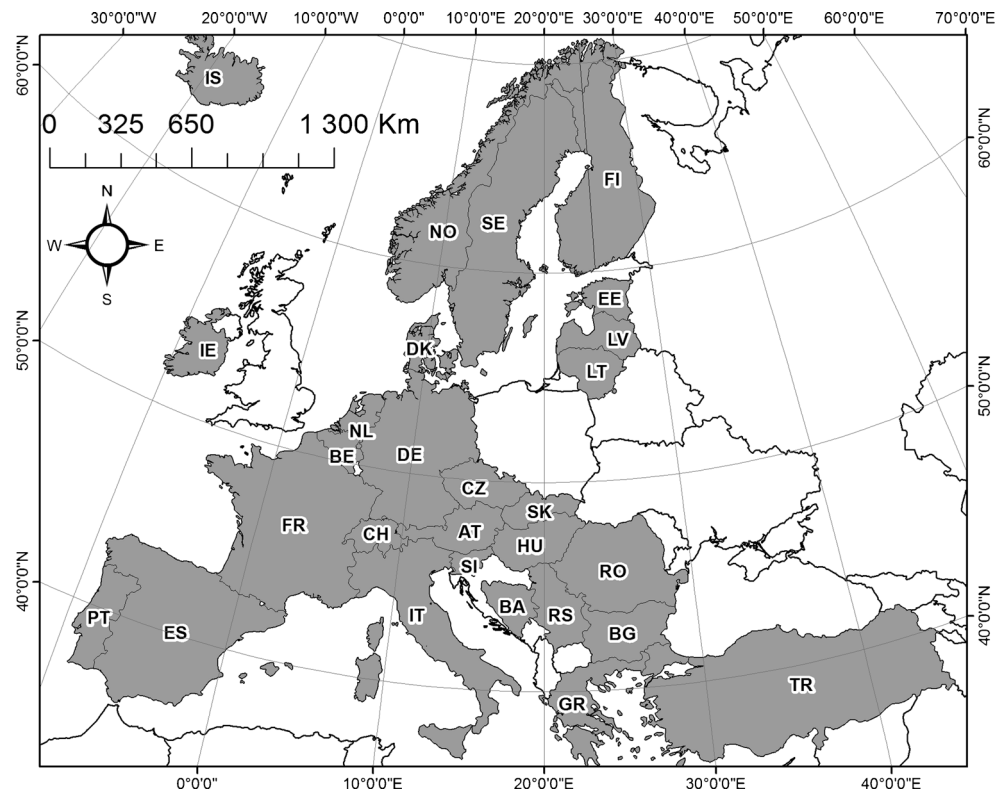 30°0'0"W 20°0'0"W 10°0'0"W 0°0'0" 10°0'0"E 20°0'0"E 30°0'0"E 40°0'0"E 50°0'0"E 60°0'0"E 70°0'0"E
60°0'0"N
IS
0 325 650 1 300 Km
60°0'0"N
FI
N
NO
SE
W E
S
EE
50°0'0"N
IE
DK
LV
LT
50°0'0"N
NL
BE
DE
CZ
SK
FR
CH
AT
HU
40°0'0"N
SI
RO
BA
RS
PT
IT
40°0'0"N
ES
BG
TR
GR
0°0'0" 10°0'0"E 20°0'0"E 30°0'0"E 40°0'0"E